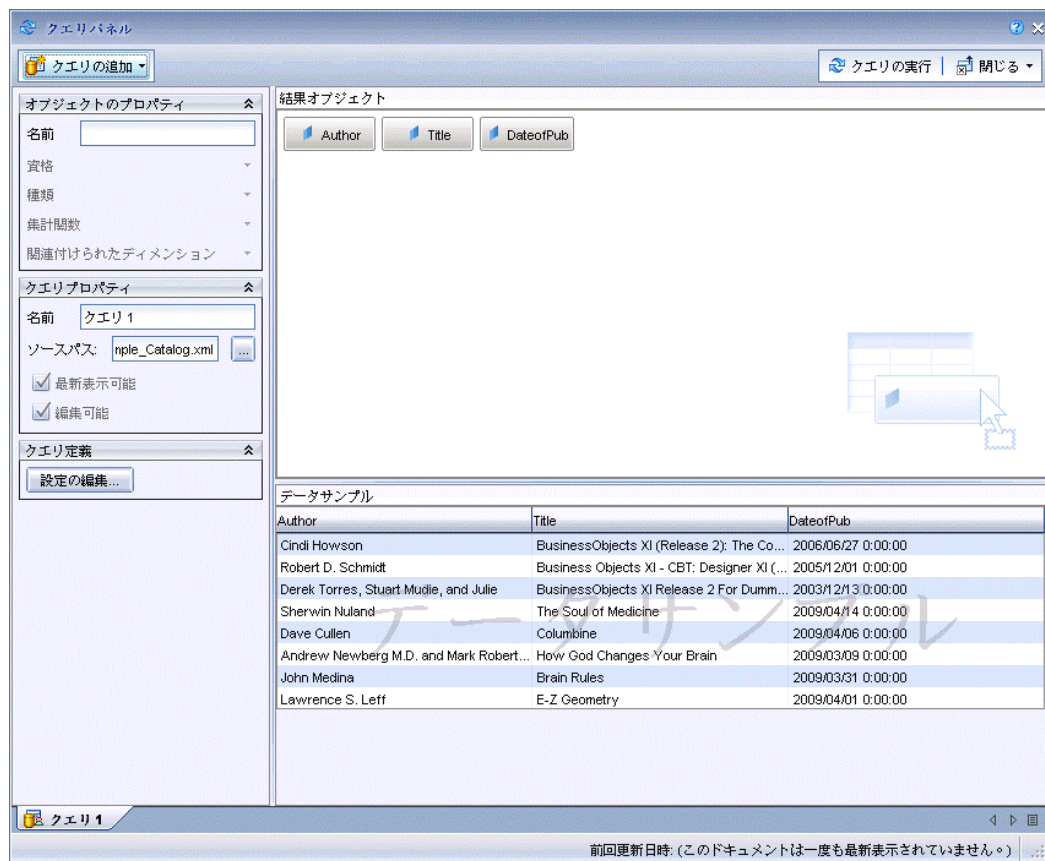 クエリパネル
クエリの追加
クエリの実行 閉じる
オブジェクトのプロパティ
名前
資格
種類
集計関数
関連付けられたディメンション
クエリプロパティ
名前 クエリ 1
ソースパス: nple_Catalog.xml ...
最新表示可能
編集可能
クエリ定義
設定の編集...
結果オブジェクト
Author Title DateofPub
データサンプル
Author Title DateofPub
Cindi Howson BusinessObjects XI (Release 2): The Co... 2006/06/27 0:00:00
Robert D. Schmidt Business Objects XI - CBT: Designer XI (... 2005/12/01 0:00:00
Derek Torres, Stuart Mudie, and Julie BusinessObjects XI Release 2 For Dumm... 2003/12/13 0:00:00
Sherwin Nuland The Soul of Medicine 2009/04/14 0:00:00
Dave Cullen Columbine 2009/04/06 0:00:00
Andrew Newberg M.D. and Mark Robert... How God Changes Your Brain 2009/03/09 0:00:00
John Medina Brain Rules 2009/03/31 0:00:00
Lawrence S. Leff E-Z Geometry 2009/04/01 0:00:00
データサンプル
クエリ 1
前回更新日時: (このドキュメントは一度も最新表示されていません。)